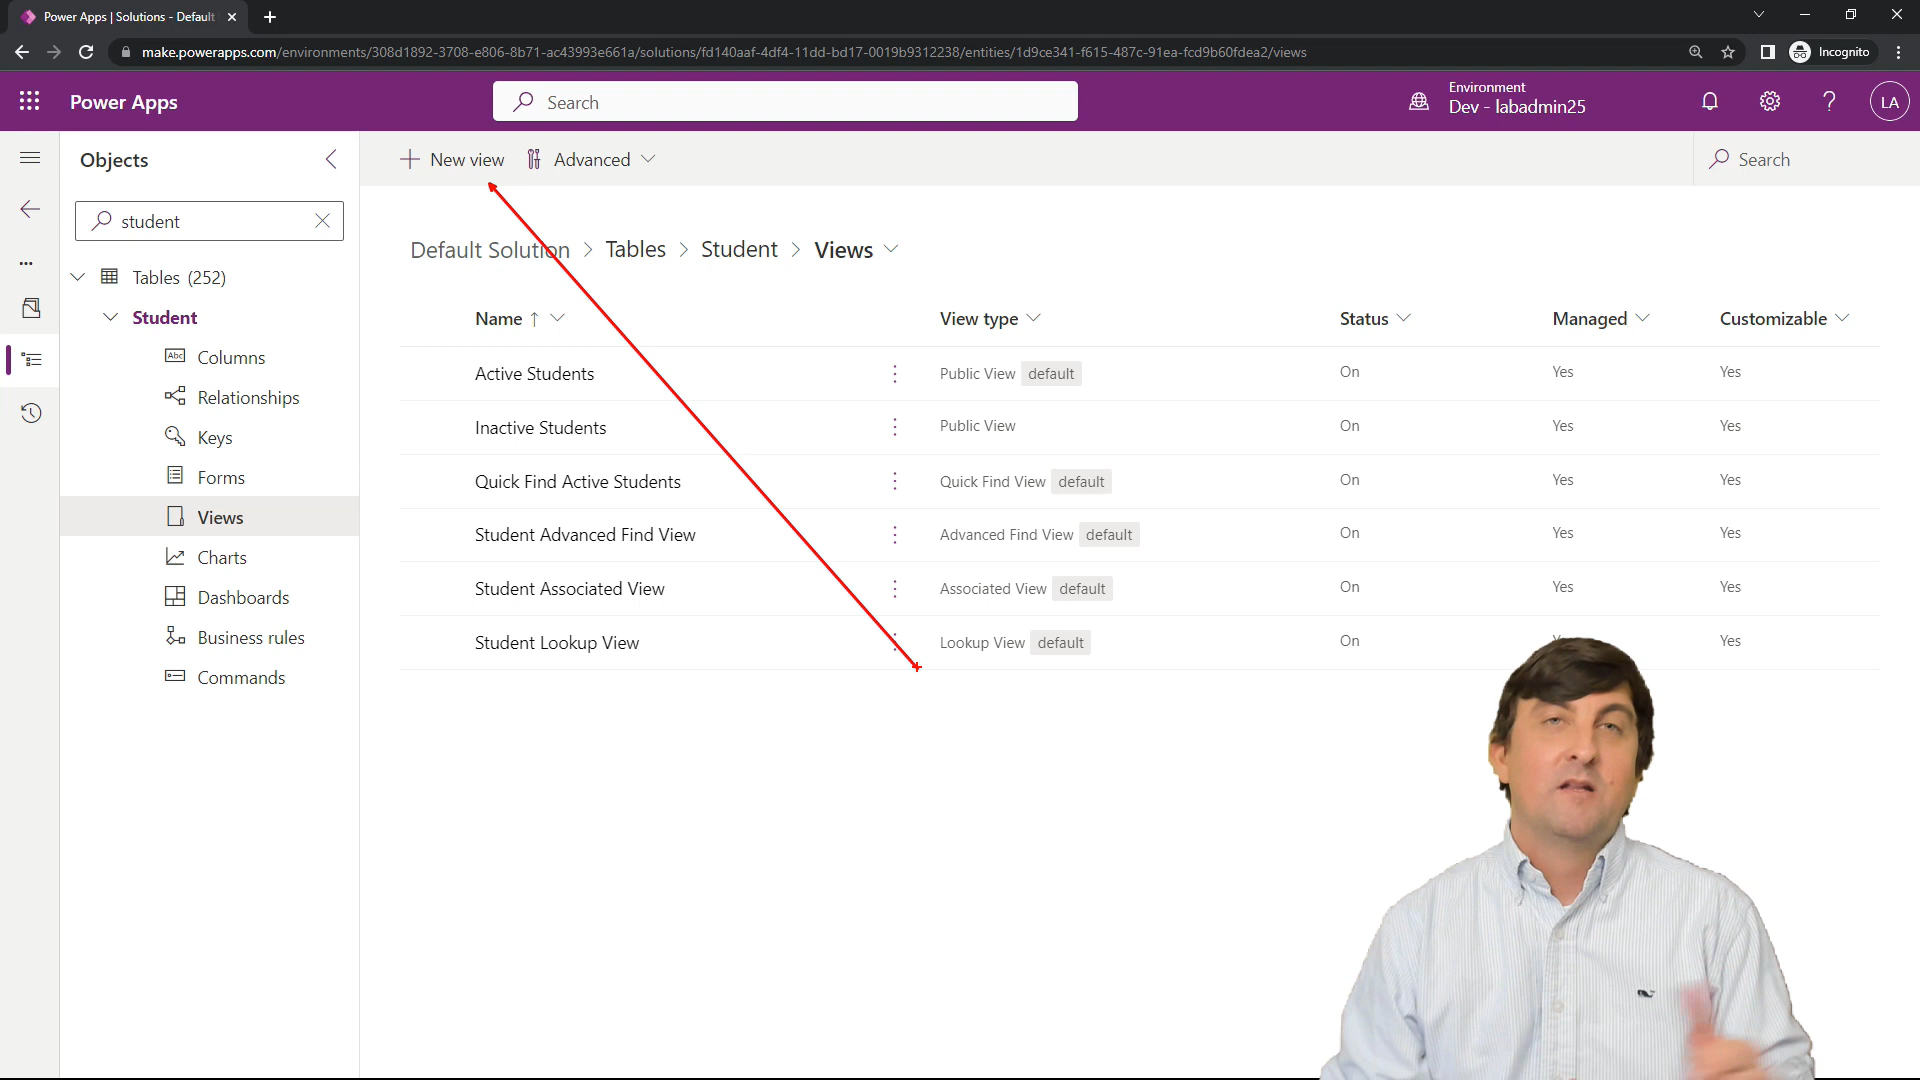 Power Apps | Solutions - Default
make.powerapps.com/environments/308d1892-3708-e806-8b71-ac43993e661a/solutions/fd140aaf-4df4-11dd-bd17-0019b9312238/entities/1d9ce341-f615-487c-91ea-fcd9b60fdea2/views
Incognito
Power Apps
Search
Environment
Dev - labadmin25
?
LA
Objects
New view
Advanced
Search
student
Default Solution > Tables > Student > Views
Tables (252)
Student
Abc Columns
Relationships
Keys
Forms
Views
Charts
Dashboards
Business rules
Commands
Name ↑ View type Status Managed Customizable
Active Students Public View default On Yes Yes
Inactive Students Public View On Yes Yes
Quick Find Active Students Quick Find View default On Yes Yes
Student Advanced Find View Advanced Find View default On Yes Yes
Student Associated View Associated View default On Yes Yes
Student Lookup View Lookup View default On Yes